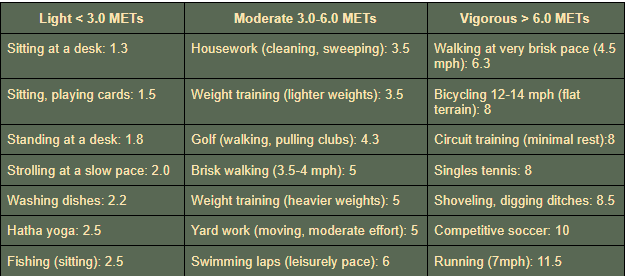 Light < 3.0 METs
Moderate 3.0-6.0 METs
Vigorous > 6.0 METs
Sitting at a desk: 1.3
Housework (cleaning, sweeping): 3.5
Walking at very brisk pace (4.5
mph): 6.3
Sitting, playing cards: 1.5
Weight training (lighter weights): 3.5
Bicycling 12-14 mph (flat
terrain): 8
Standing at a desk: 1.8
Golf (walking, pulling clubs): 4.3
Circuit training (minimal rest):8
Strolling at a slow pace: 2.0
Brisk walking (3.5-4 mph): 5
Singles tennis: 8
Washing dishes: 2.2
Weight training (heavier weights): 5
Shoveling, digging ditches: 8.5
Hatha yoga: 2.5
Yard work (moving, moderate effort): 5
Competitive soccer: 10
Fishing (sitting): 2.5
Swimming laps (leisurely pace): 6
Running (7mph): 11.5